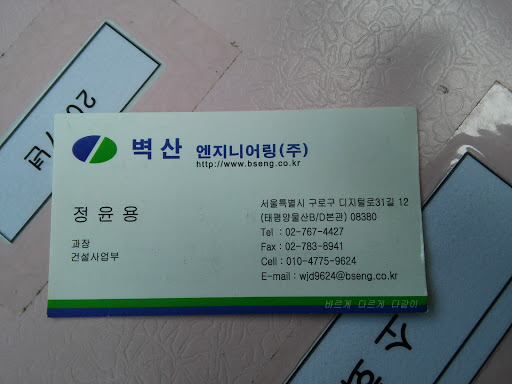 벽산 엔지니어링(주)
http://www.bseng.co.kr
정윤용
과장
건설사업부
서울특별시 구로구 디지털로31길 12
(태평양물산B/D본관) 08380
Tel : 02-767-4427
Fax : 02-783-8941
Cell : 010-4775-9624
E-mail : wjd9624@bseng.co.kr
바르게 다르게 다같이